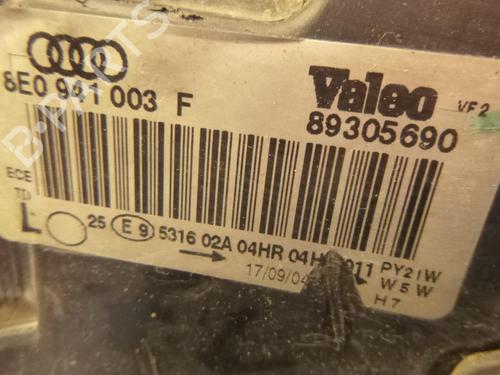 8E0 941 003 F
Valeo VF2
89305690
ECE
TD
L 25 E9 5316 02A 04HR 04H 011 PY21W
17/09/04 W5W
H7
B-PARTS